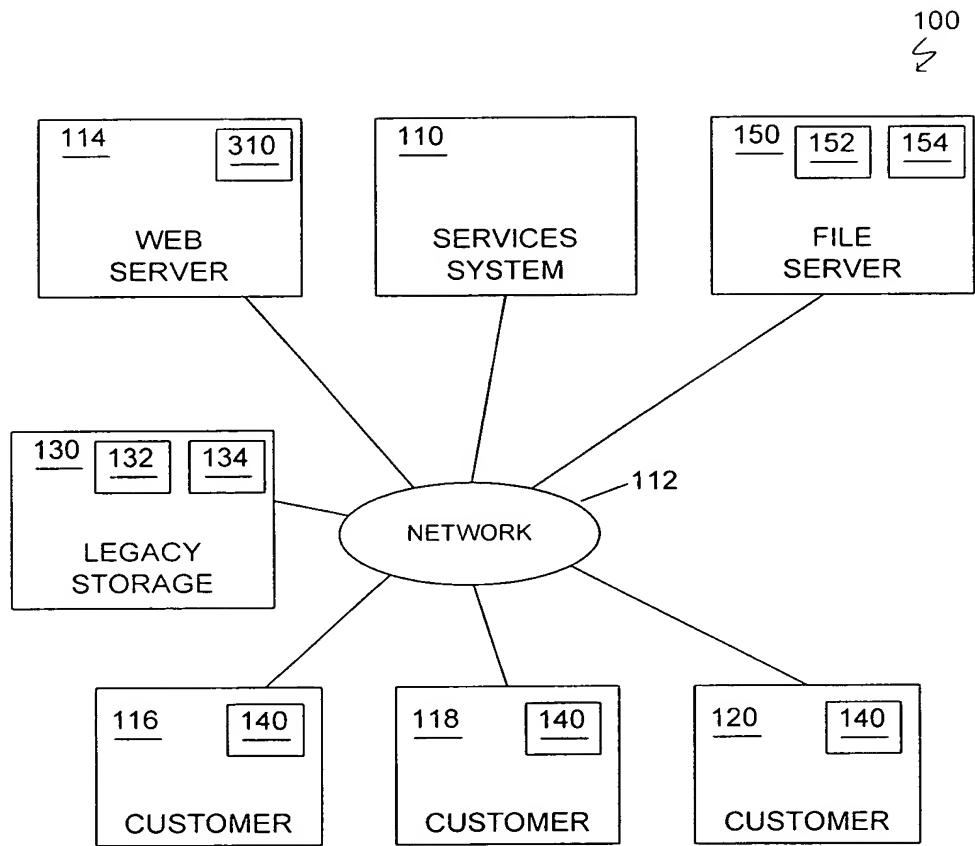 100
114
310
WEB
SERVER
110
SERVICES
SYSTEM
150
152
154
FILE
SERVER
130
132
134
LEGACY
STORAGE
NETWORK
112
116
140
CUSTOMER
118
140
CUSTOMER
120
140
CUSTOMER